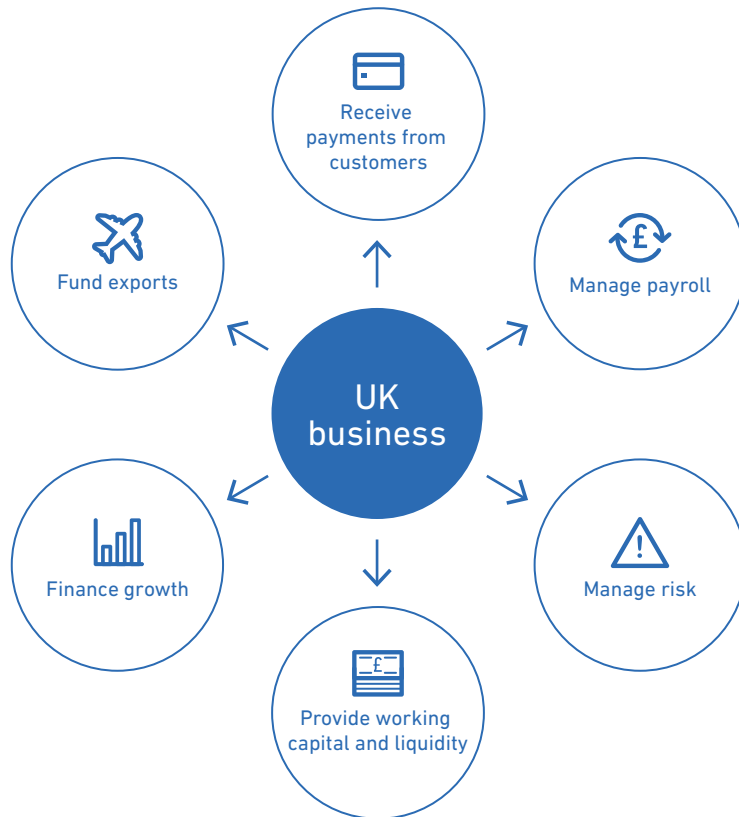 Receive
payments from
customers
Fund exports
£
Manage payroll
UK
business
Finance growth
!
Manage risk
£
Provide working
capital and liquidity